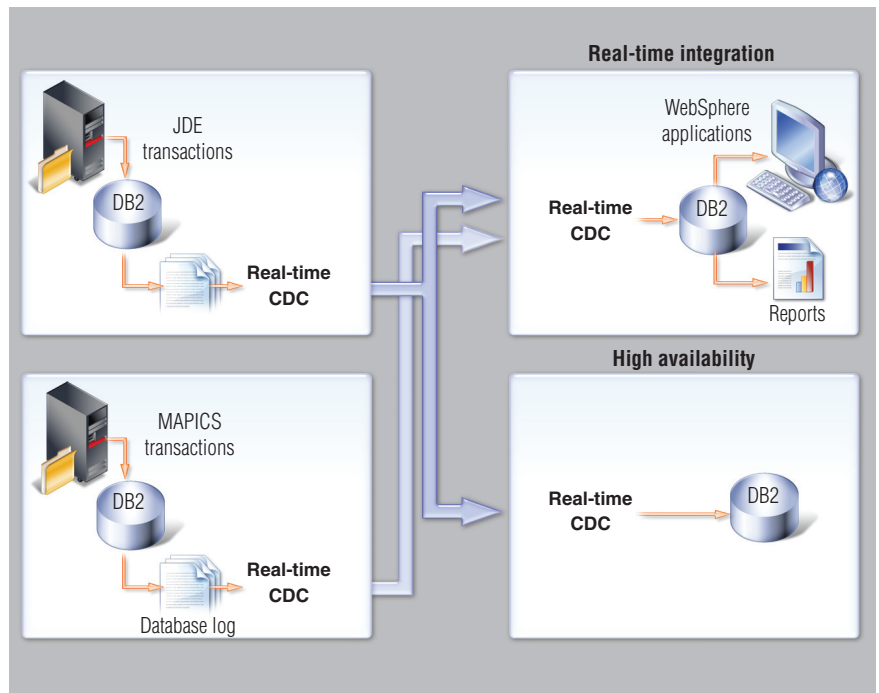 Real-time integration
JDE
transactions
DB2
Real-time
CDC
WebSphere
applications
Real-time
CDC
DB2
Reports
High availability
MAPICS
transactions
DB2
Real-time
CDC
Database log
Real-time
CDC
DB2